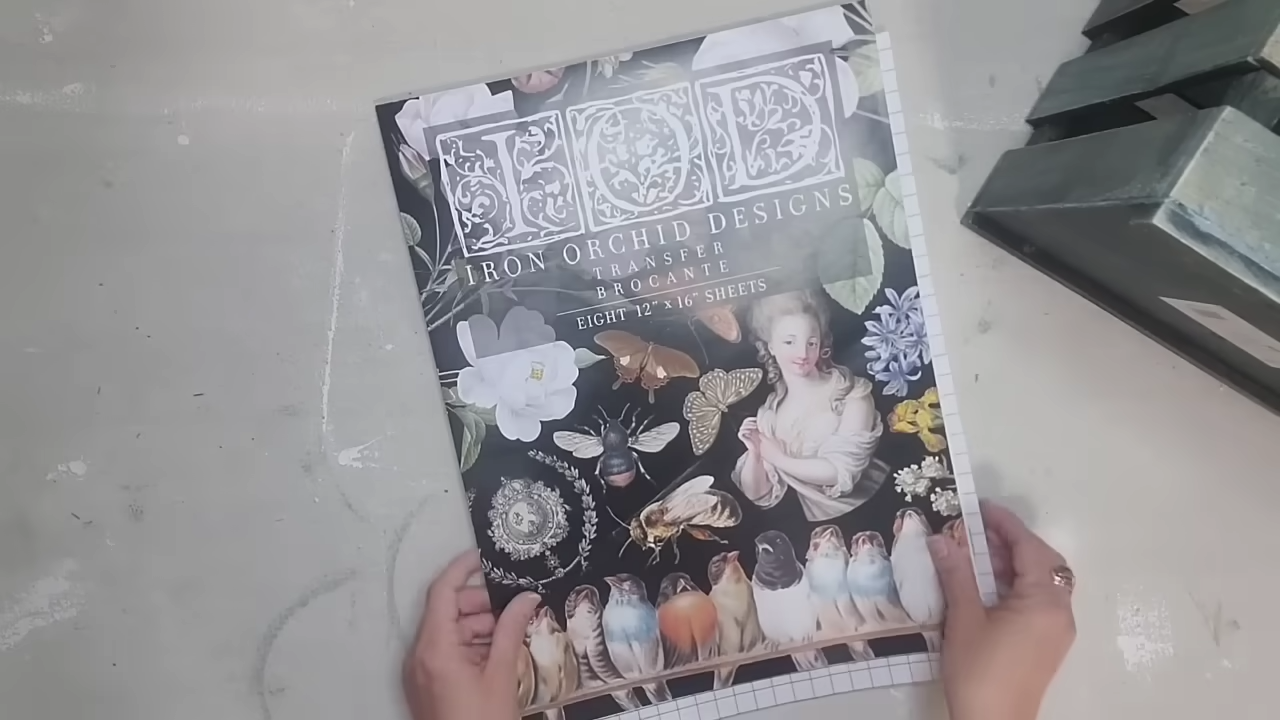 IOD
IRON ORCHID DESIGNS
TRANSFER
BROCANTE
EIGHT 12" x 16" SHEETS